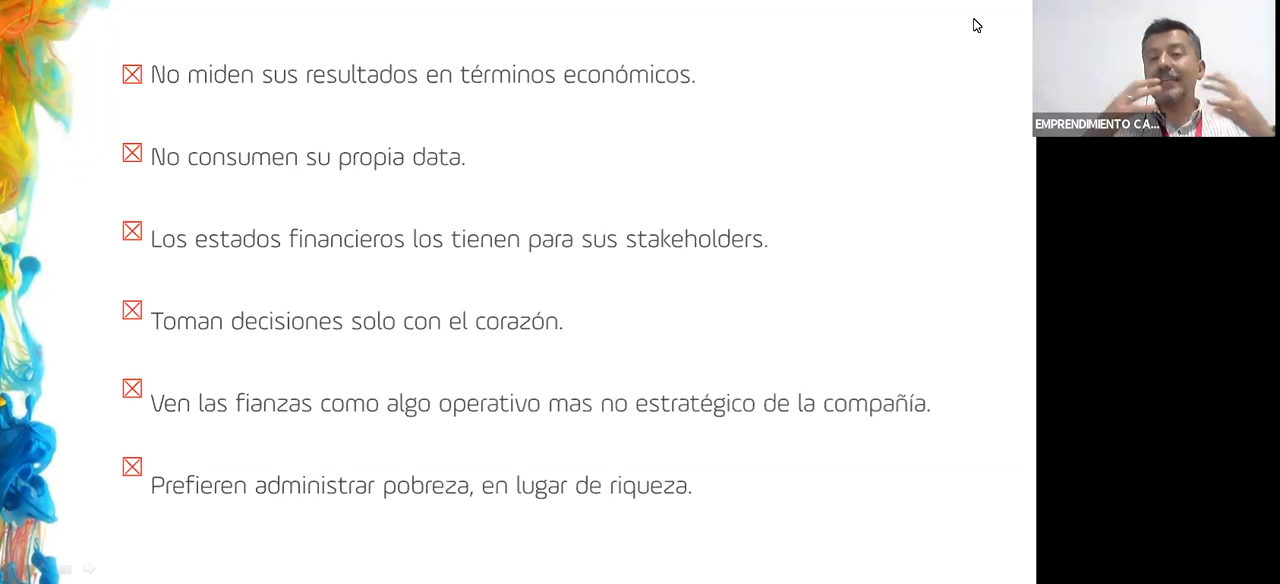 No miden sus resultados en términos económicos.
No consumen su propia data.
Los estados financieros los tienen para sus stakeholders.
Toman decisiones solo con el corazón.
Ven las fianzas como algo operativo mas no estratégico de la compañía.
Prefieren administrar pobreza, en lugar de riqueza.
EMPRENDIMIENTO CA...